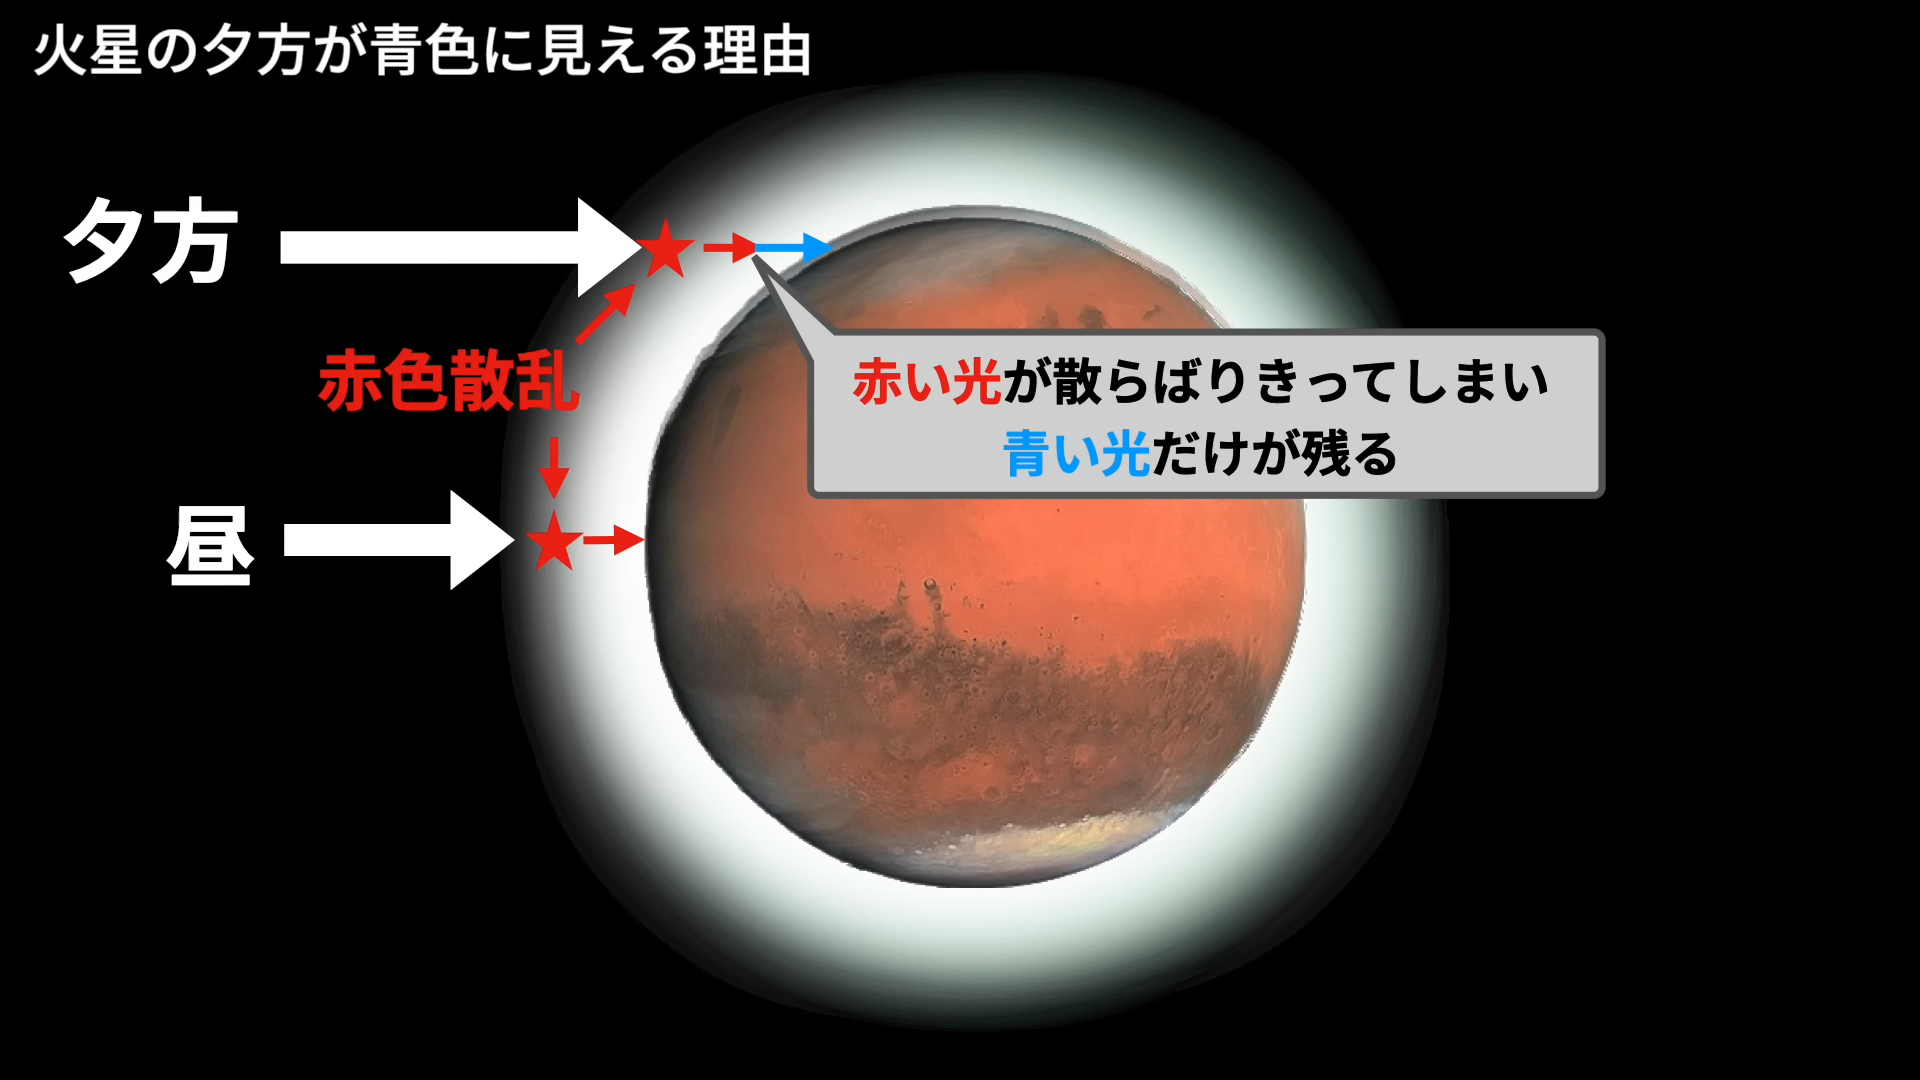 火星の夕方が青色に見える理由
夕方
赤色散乱
赤い光が散らばりきってしまい
青い光だけが残る
昼